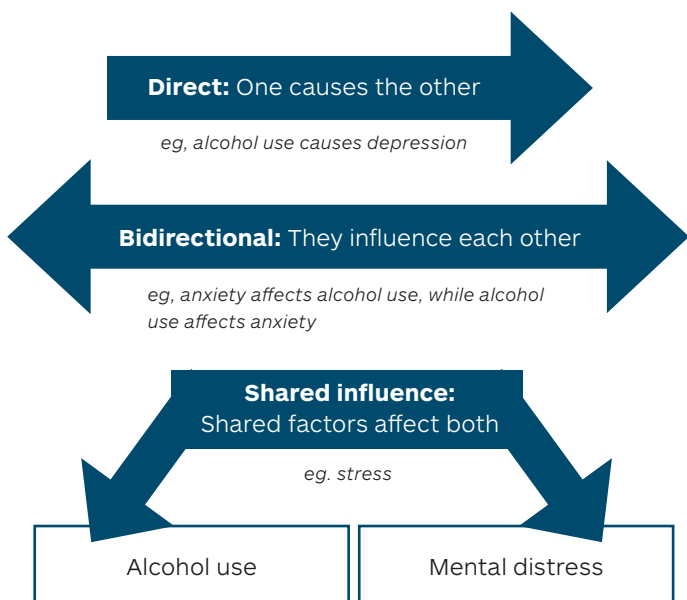 Direct: One causes the other
eg, alcohol use causes depression
Bidirectional: They influence each other
eg, anxiety affects alcohol use, while alcohol
use affects anxiety
Shared influence:
Shared factors affect both
eg. stress
Alcohol use
Mental distress